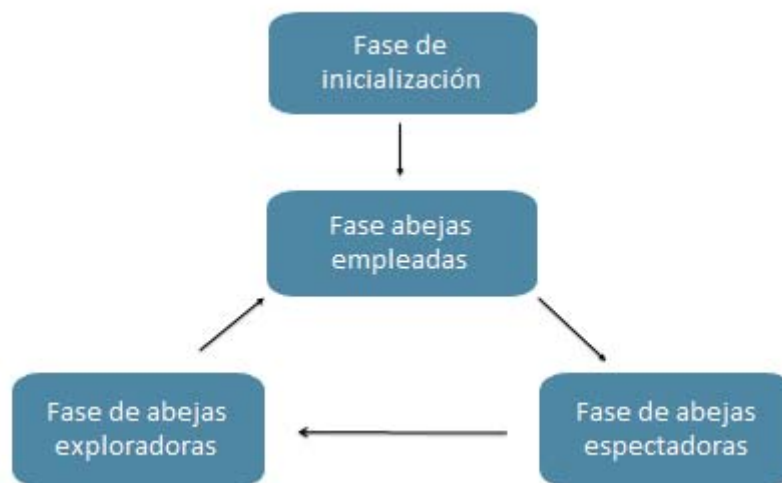 Fase de
inicialización
Fase abejas
empleadas
Fase de abejas
exploradoras
Fase de abejas
espectadoras